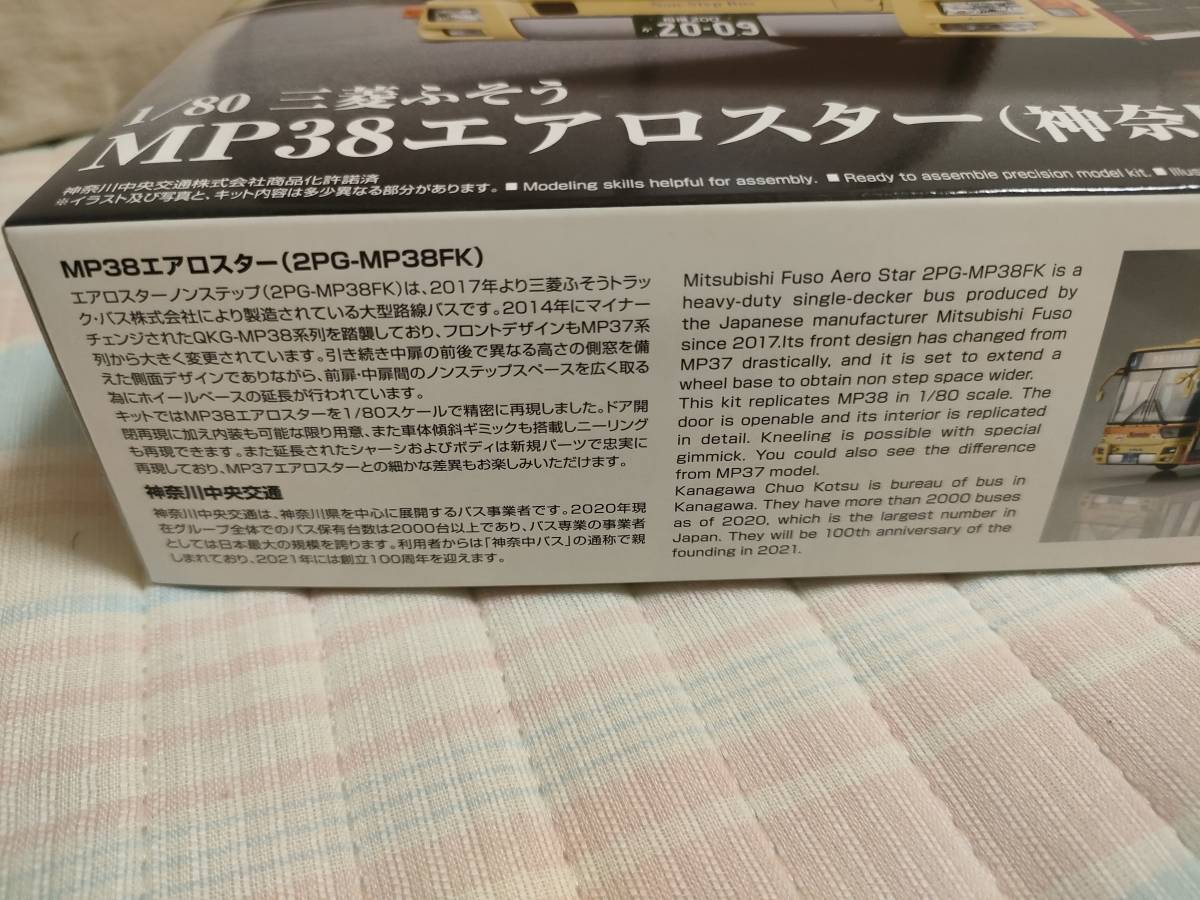 Non-Step Bus
20-09
1/80 三菱ふそう
MP38エアロスター(神奈
神奈川中央交通株式会社商品化許諾済
※イラスト及び写真と、キット内容は多少異なる部分があります。 ■ Modeling skills helpful for assembly. ■ Ready to assemble precision model kit. ■ Illus
MP38エアロスター(2PG-MP38FK)
エアロスターノンステップ(2PG-MP38FK)は、2017年より三菱ふそうトラッ
ク・バス株式会社により製造されている大型路線バスです。2014年にマイナー
チェンジされたQKG-MP38系列を踏襲しており、フロントデザインもMP37系
列から大きく変更されています。引き続き中扉の前後で異なる高さの側窓を備
えた側面デザインでありながら、前扉・中扉間のノンステップスペースを広く取る
為にホイールベースの延長が行われています。
キットではMP38エアロスターを1/80スケールで精密に再現しました。ドア開
閉再現に加え内装も可能な限り用意、また車体傾斜ギミックも搭載しニーリング
も再現できます。また延長されたシャーシおよびボディは新規パーツで忠実に
再現しており、MP37エアロスターとの細かな差異もお楽しみいただけます。
神奈川中央交通
神奈川中央交通は、神奈川県を中心に展開するバス事業者です。2020年現
在グループ全体でのバス保有台数は2000台以上であり、バス専業の事業者
としては日本最大の規模を誇ります。利用者からは「神奈中バス」の通称で親
しまれており、2021年には創立100周年を迎えます。
Mitsubishi Fuso Aero Star 2PG-MP38FK is a
heavy-duty single-decker bus produced by
the Japanese manufacturer Mitsubishi Fuso
since 2017.Its front design has changed from
MP37 drastically, and it is set to extend a
wheel base to obtain non step space wider.
This kit replicates MP38 in 1/80 scale. The
door is openable and its interior is replicated
in detail. Kneeling is possible with special
gimmick. You could also see the difference
from MP37 model.
Kanagawa Chuo Kotsu is bureau of bus in
Kanagawa. They have more than 2000 buses
as of 2020, which is the largest number in
Japan. They will be 100th anniversary of the
founding in 2021.